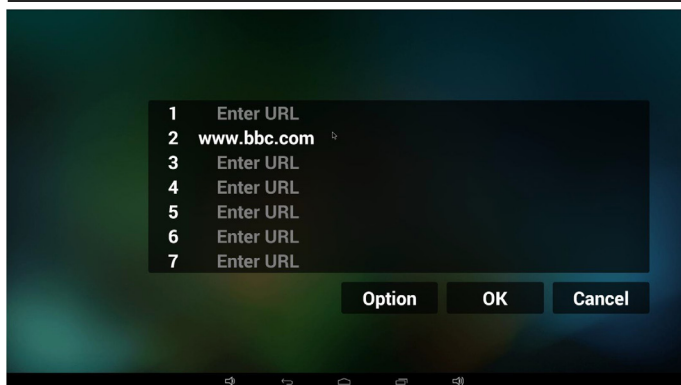 1 Enter URL
2 www.bbc.com
3 Enter URL
4 Enter URL
5 Enter URL
6 Enter URL
7 Enter URL
Option OK Cancel